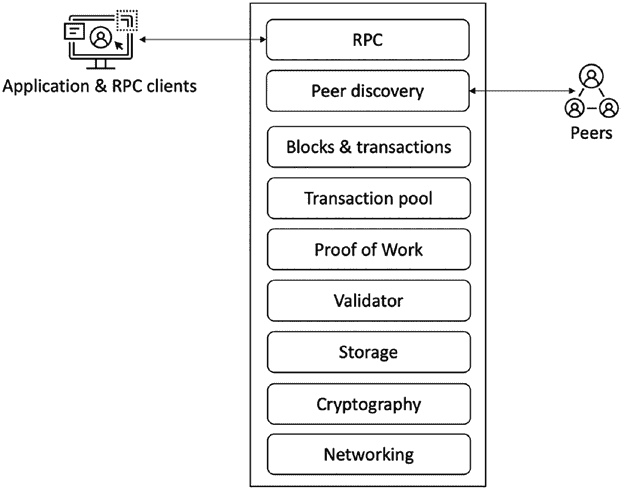 RPC
Application & RPC clients
Peer discovery
Peers
Blocks & transactions
Transaction pool
Proof of Work
Validator
Storage
Cryptography
Networking